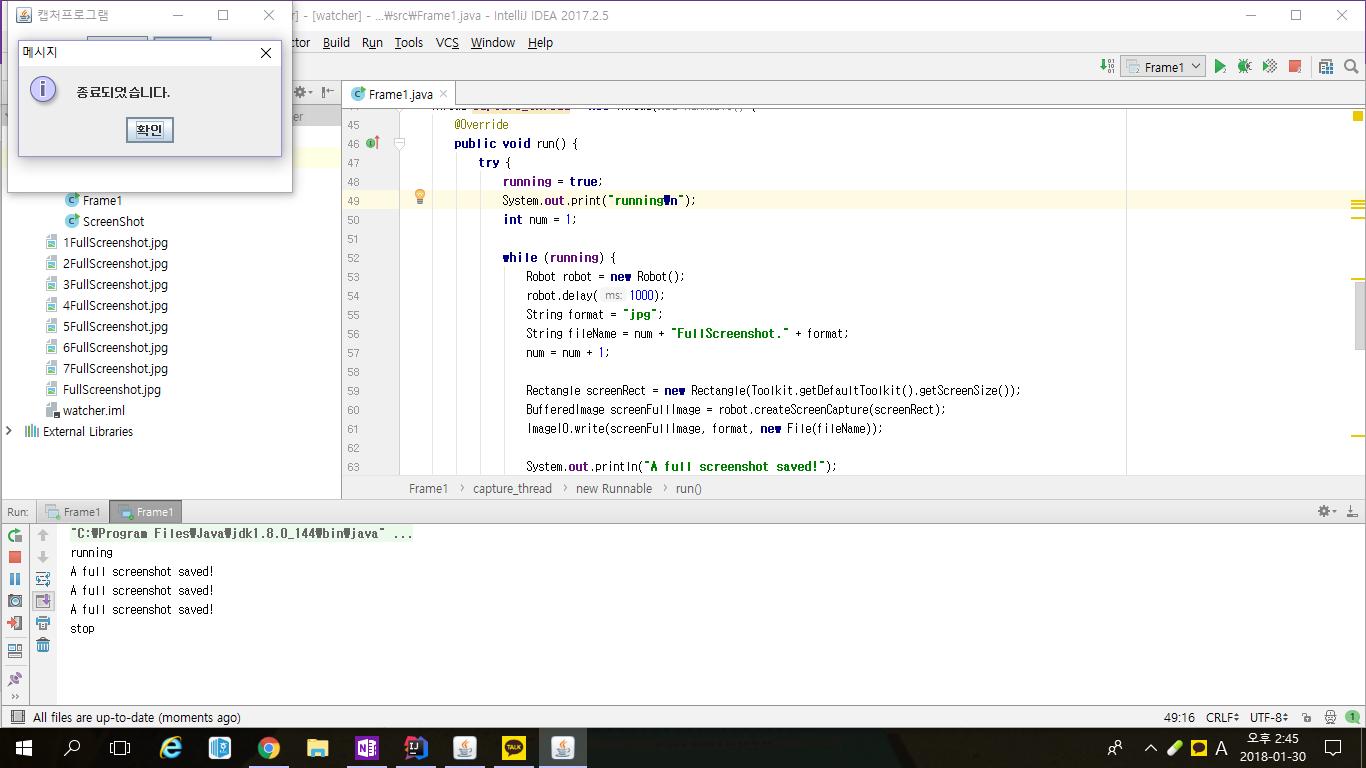 캡처프로그램
] - [watcher] - ...₩src₩Frame1.java - IntelliJ IDEA 2017.2.5
ctor Build Run Tools VCS Window Help
메시지
종료되었습니다.
확인
Frame1
Frame1.java
45 @Override
46 public void run() {
47 try {
48 running = true;
49 System.out.print("running₩n");
50 int num = 1;
51
52 while (running) {
53 Robot robot = new Robot();
54 robot.delay( ms: 1000);
55 String format = "jpg";
56 String fileName = num + "FullScreenshot." + format;
57 num = num + 1;
58
59 Rectangle screenRect = new Rectangle(Toolkit.getDefaultToolkit().getScreenSize());
60 BufferedImage screenFullImage = robot.createScreenCapture(screenRect);
61 ImageIO.write(screenFullImage, format, new File(fileName));
62
63 System.out.println("A full screenshot saved!");
Frame1
ScreenShot
1FullScreenshot.jpg
2FullScreenshot.jpg
3FullScreenshot.jpg
4FullScreenshot.jpg
5FullScreenshot.jpg
6FullScreenshot.jpg
7FullScreenshot.jpg
FullScreenshot.jpg
watcher.iml
External Libraries
Frame1 capture_thread new Runnable run()
Run: Frame1 Frame1
"C:₩Program Files₩Java₩jdk1.8.0_144₩bin₩java" ...
running
A full screenshot saved!
A full screenshot saved!
A full screenshot saved!
stop
All files are up-to-date (moments ago)
49:16 CRLF UTF-8 1
TALK
A
오후 2:45
2018-01-30